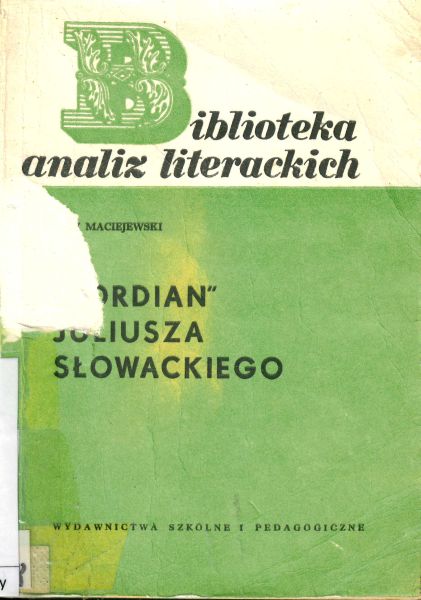 Biblioteka
analiz literackich
MACIEJEWSKI
ORDIAN"
JULIUSZA
SŁOWACKIEGO
WYDAWNICTWA SZKOLNE I PEDAGOGICZNE